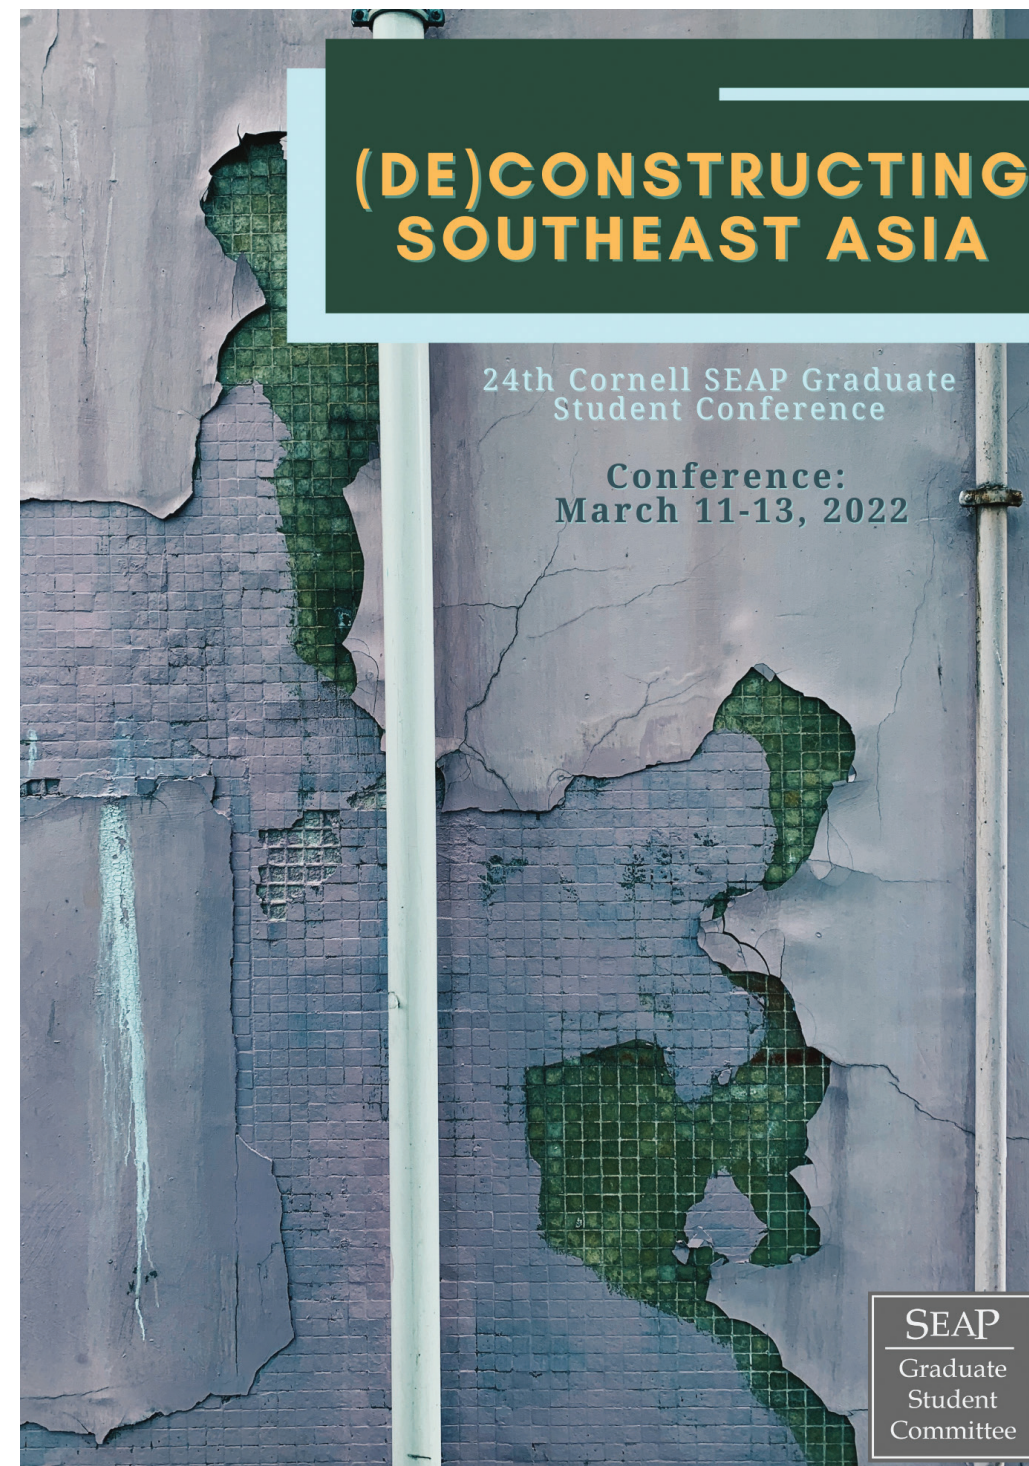 (DE)CONSTRUCTING
SOUTHEAST ASIA
24th Cornell SEAP Graduate
Student Conference
Conference:
March 11-13, 2022
SEAP
Graduate
Student
Committee